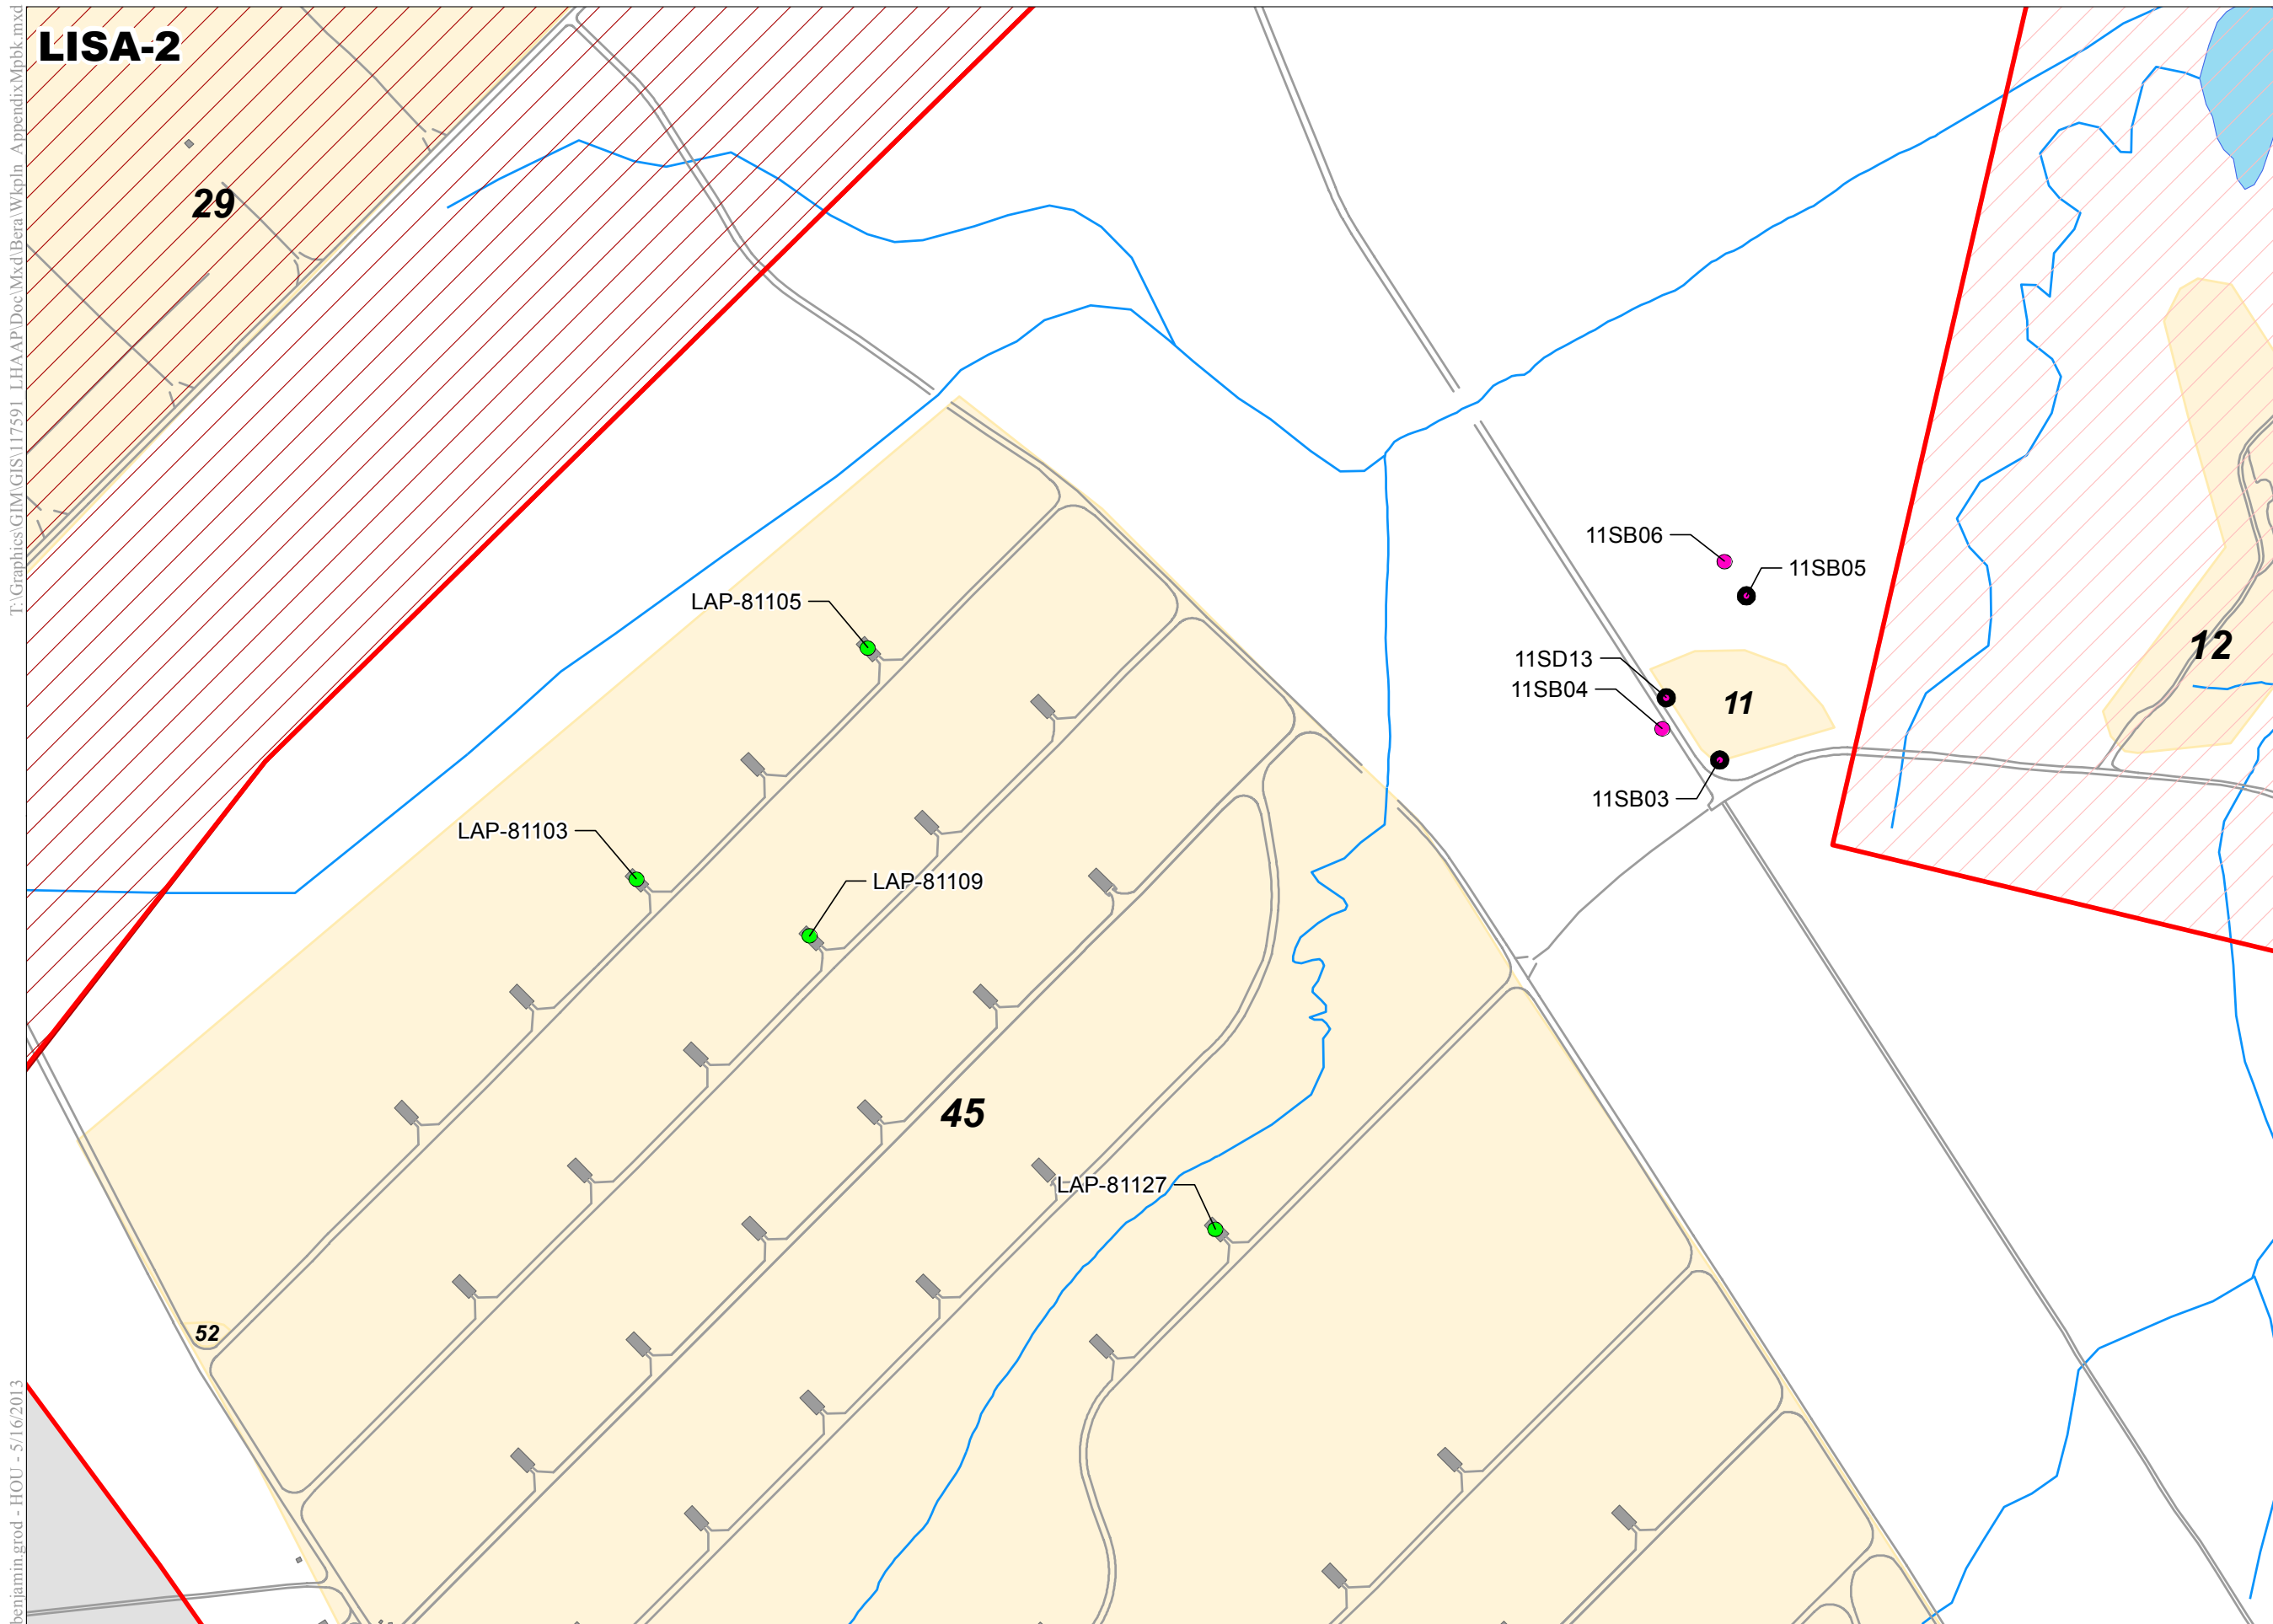 LISA-2
T:\Graphics\GIM\GIS\117591_LHAAP\Doc\Mxd\Bera\Wkpln_AppendixMpbk.mxd
29
11SB06
11SB05
LAP-81105
12
11SD13
11SB04
11
11SB03
LAP-81103
LAP-81109
45
LAP-81127
52
benjamin.grod - HOU - 5/16/2013